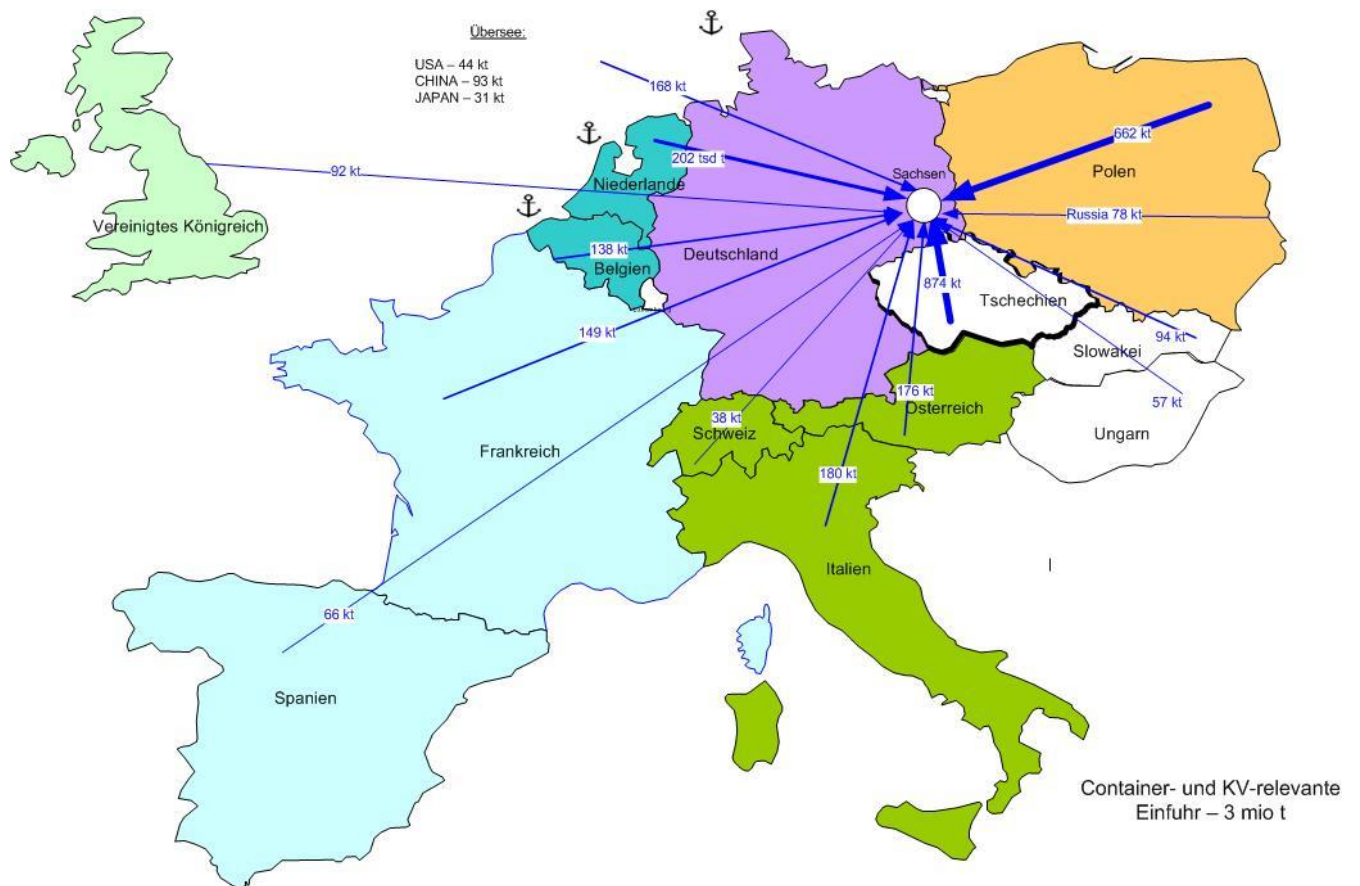 Übersee:
USA – 44 kt
CHINA – 93 kt
JAPAN – 31 kt
168 kt
662 kt
202 tsd t
Sachsen
Polen
92 kt
Niederlande
Russia 78 kt
Vereinigtes Königreich
138 kt
Deutschland
Belgien
874 kt
Tschechien
149 kt
94 kt
Slowakei
176 kt
57 kt
Österreich
38 kt
Schweiz
Ungarn
Frankreich
180 kt
Italien
66 kt
Spanien
Container- und KV-relevante
Einfuhr – 3 mio t